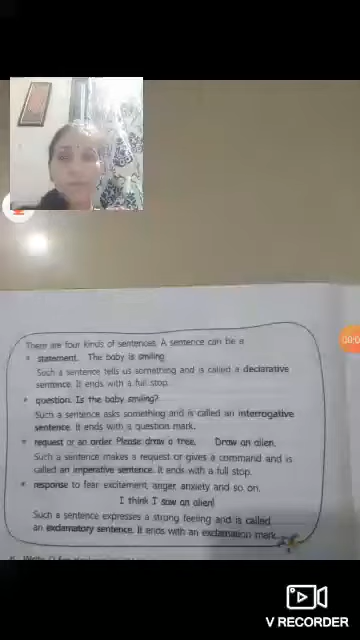 There are four kinds of sentences. A sentence can be a
statement. The baby is smiling
Such a sentence tells us something and is called a declarative
sentence. It ends with a full stop.
question. Is the baby smiling?
Such a sentence asks something and is called an interrogative
sentence. It ends with a question mark.
request or an order. Please draw a tree. Draw an alien.
Such a sentence makes a request or gives a command and is
called an imperative sentence. It ends with a full stop.
response to fear excitement, anger, anxiety and so on.
I think I saw an alien!
Such a sentence expresses a strong feeling and is called
an exclamatory sentence. It ends with an exclamation mark.
00:0
V RECORDER